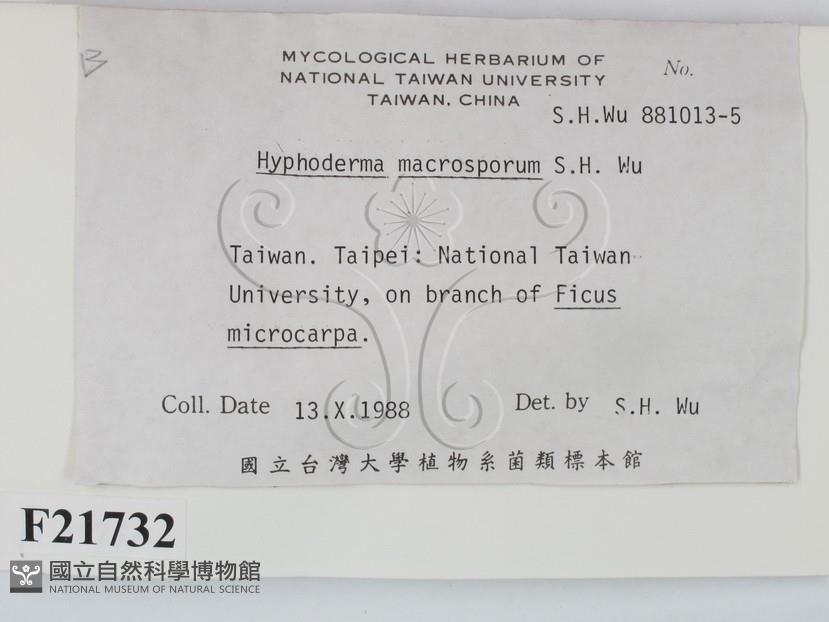 B
MYCOLOGICAL HERBARIUM OF
NATIONAL TAIWAN UNIVERSITY
TAIWAN, CHINA
No.
S.H.Wu 881013-5
Hyphoderma macrosporum S.H. Wu
Taiwan. Taipei: National Taiwan
University, on branch of Ficus
microcarpa.
Coll. Date 13.X.1988 Det. by S.H. Wu
國立台灣大學植物系菌類標本館
F21732
國立自然科學博物館
NATIONAL MUSEUM OF NATURAL SCIENCE